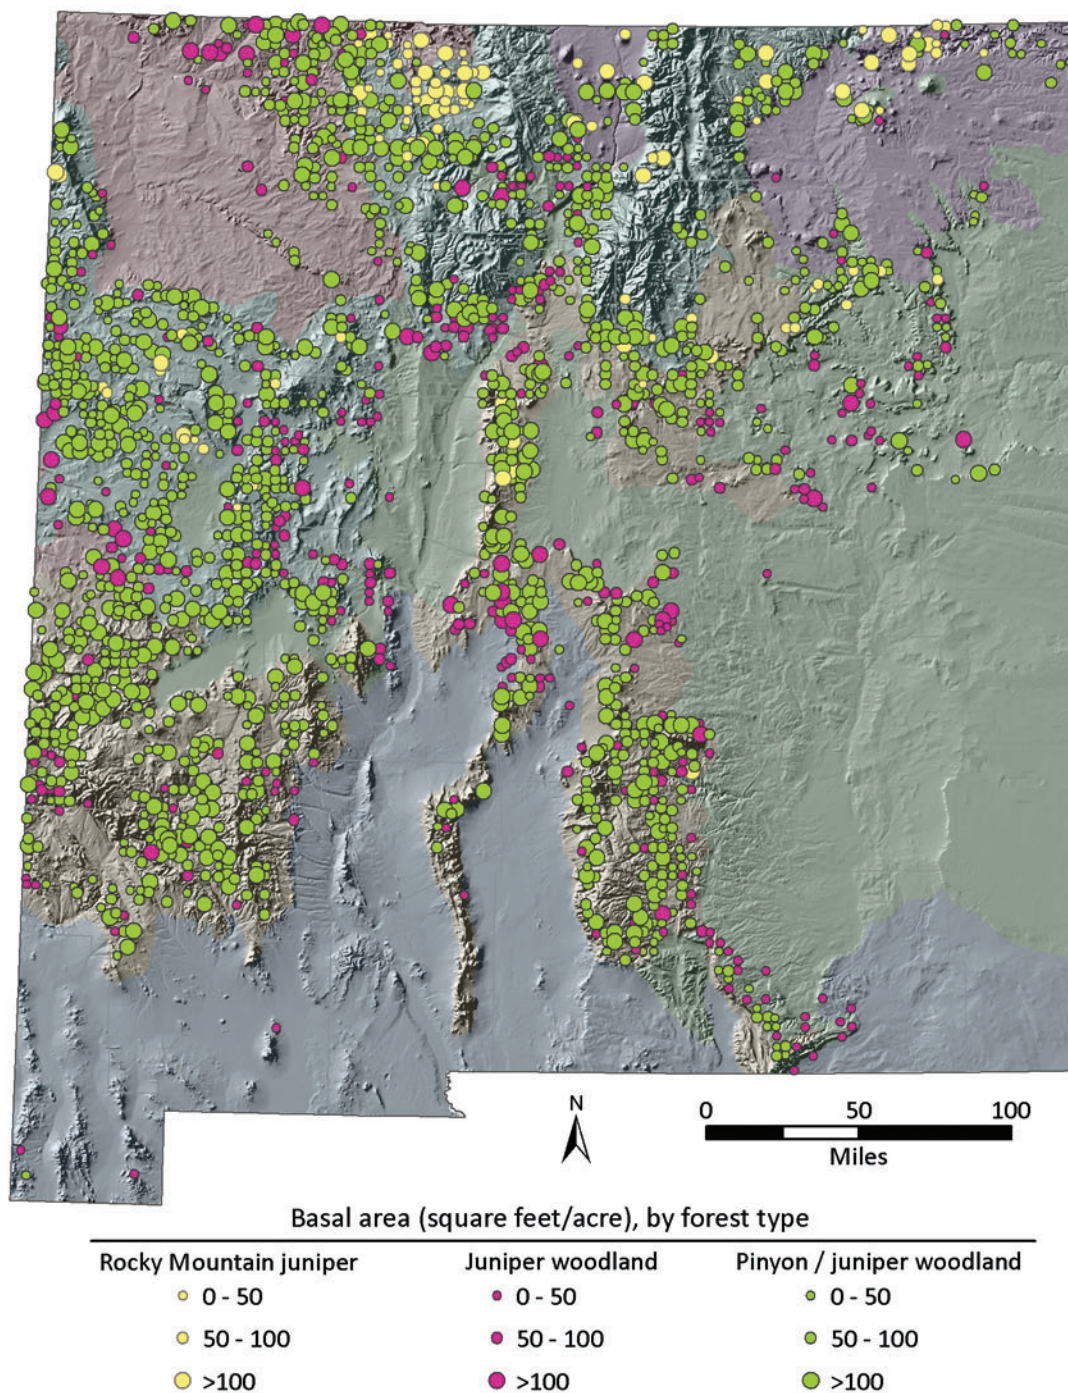 N
0 50 100
Miles
Basal area (square feet/acre), by forest type
Rocky Mountain juniper Juniper woodland Pinyon / juniper woodland
0 - 50 0 - 50 0 - 50
50 - 100 50 - 100 50 - 100
>100 >100 >100